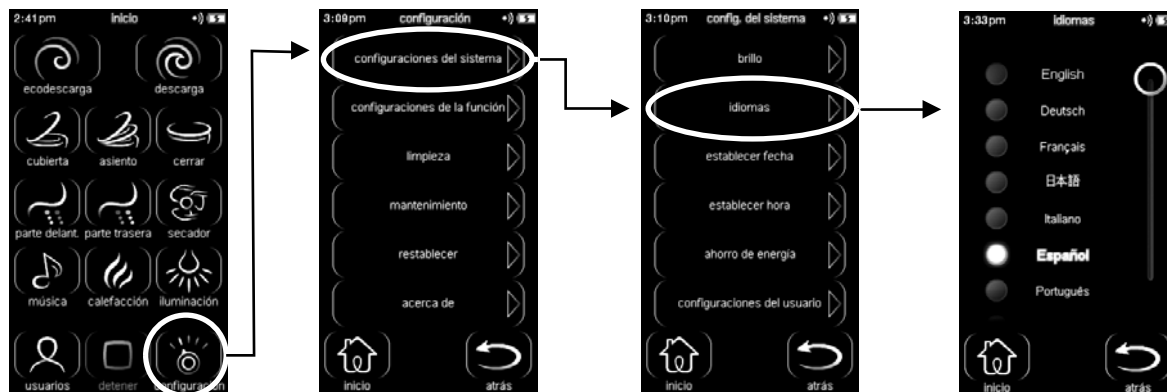 2:41pm inicio
ecodescarga descarga
cubierta asiento cerrar
parte delant. parte trasera secador
música calefacción iluminación
usuarios detener configuración
3:09pm configuración
configuraciones del sistema
configuraciones de la función
limpieza
mantenimiento
restablecer
acerca de
inicio atrás
3:10pm config. del sistema
brillo
idiomas
establecer fecha
establecer hora
ahorro de energía
configuraciones del usuario
inicio atrás
3:33pm idiomas
English
Deutsch
Français
日本語
Italiano
Español
Português
inicio atrás